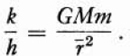 k/h = GMm/r̄² .